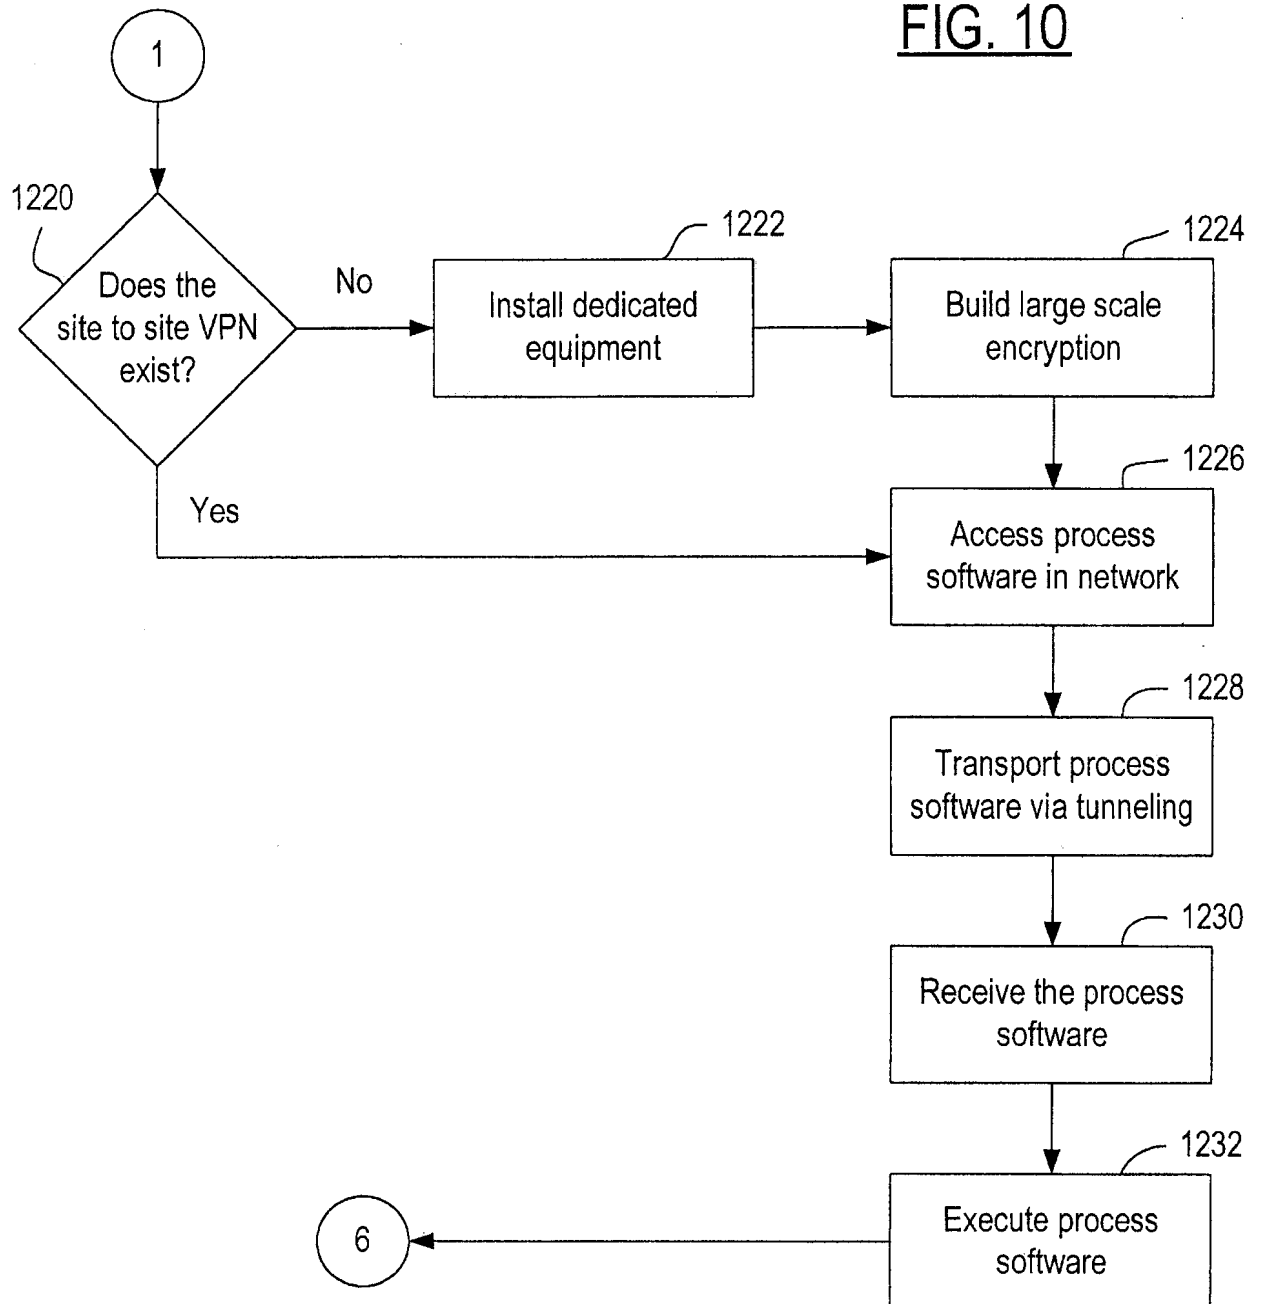 FIG. 10
1
1220
Does the
site to site VPN
exist?
No
1222
Install dedicated
equipment
1224
Build large scale
encryption
Yes
1226
Access process
software in network
1228
Transport process
software via tunneling
1230
Receive the process
software
1232
Execute process
software
6